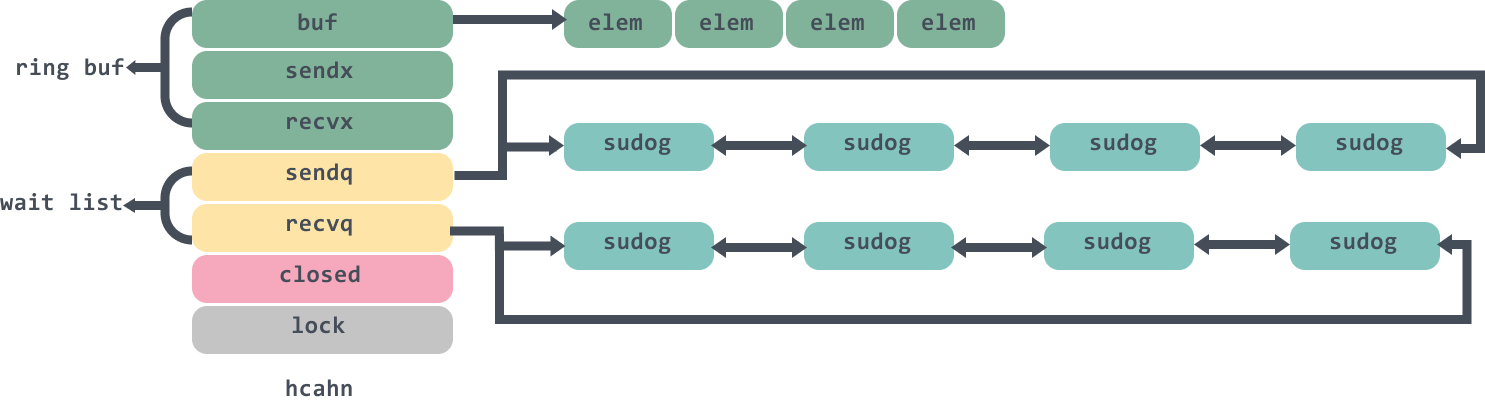 buf
elem elem elem elem
ring buf
sendx
recvx
sudog sudog sudog sudog
sendq
wait list
recvq
sudog sudog sudog sudog
closed
lock
hcahn